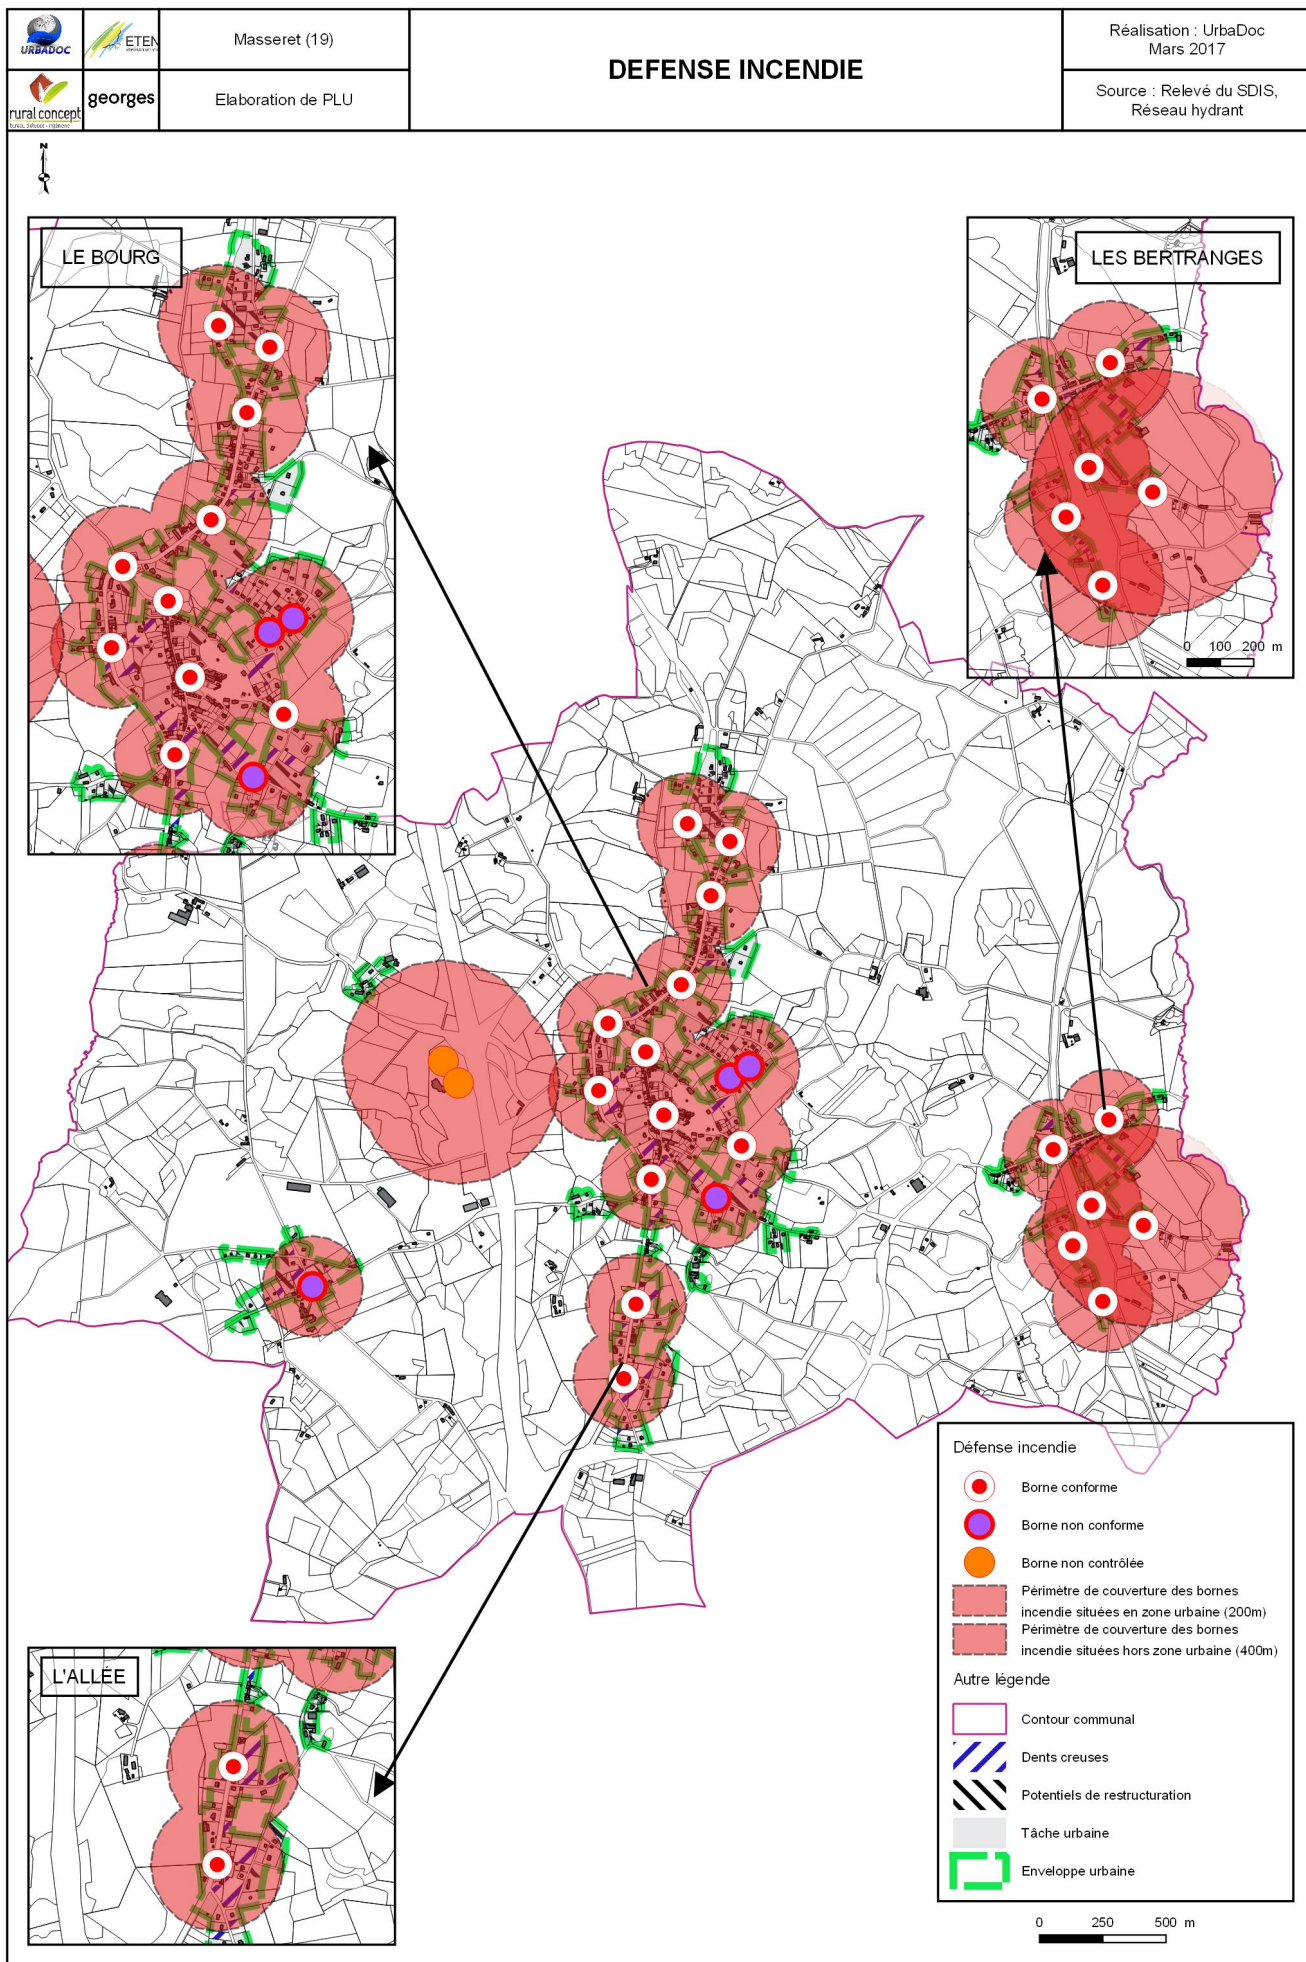 URBADOC
ETEN
Masseret (19)
rural concept
georges
Elaboration de PLU
DEFENSE INCENDIE
Réalisation : UrbaDoc
Mars 2017
Source : Relevé du SDIS,
Réseau hydrant
N
LE BOURG
LES BERTRANGES
0 100 200 m
L'ALLÉE
Défense incendie
Borne conforme
Borne non conforme
Borne non contrôlée
Périmètre de couverture des bornes
incendie situées en zone urbaine (200m)
Périmètre de couverture des bornes
incendie situées hors zone urbaine (400m)
Autre légende
Contour communal
Dents creuses
Potentiels de restructuration
Tâche urbaine
Enveloppe urbaine
0 250 500 m